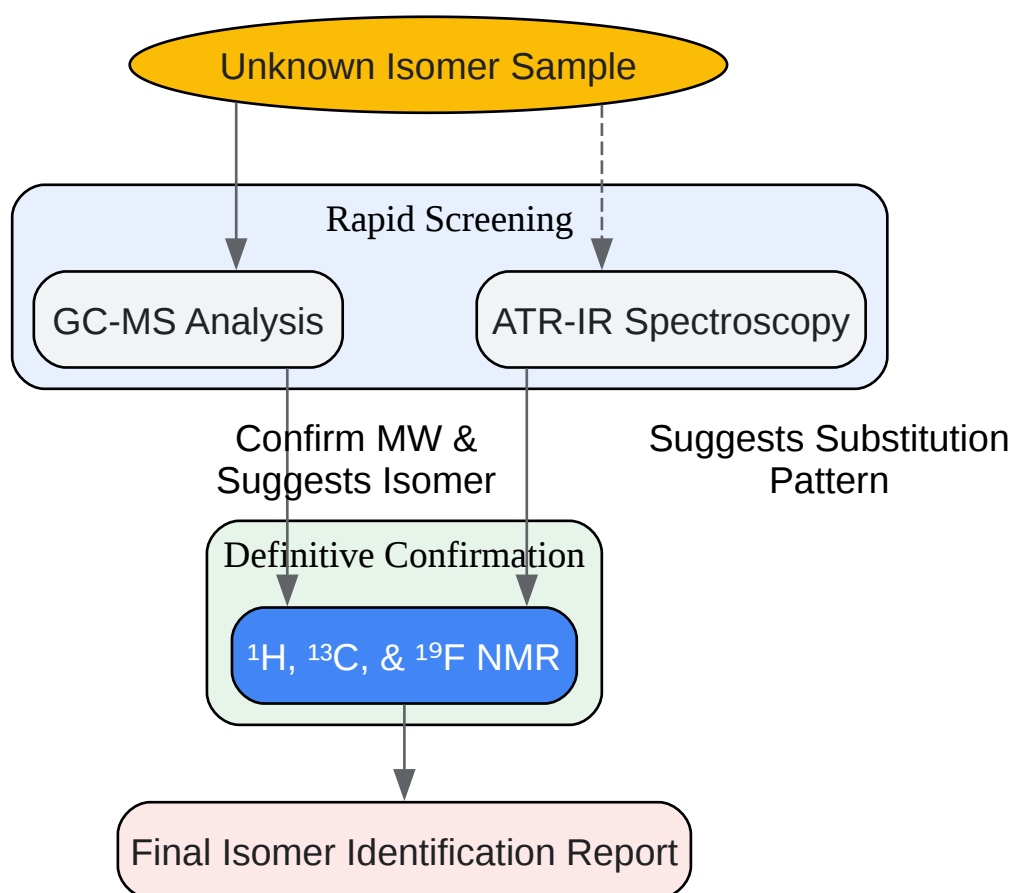 Unknown Isomer Sample
Rapid Screening
GC-MS Analysis
ATR-IR Spectroscopy
Confirm MW &
Suggests Isomer
Suggests Substitution
Pattern
Definitive Confirmation
¹H, ¹³C, & ¹⁹F NMR
Final Isomer Identification Report